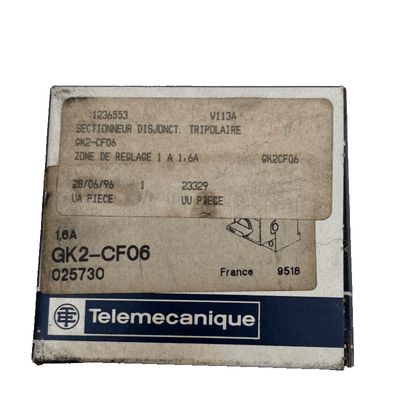 1236553 V113A
SECTIONNEUR DISJONCT. TRIPOLAIRE
GK2-CF06
ZONE DE REGLAGE 1 A 1,6A GK2CF06
28/06/96 1 23329
UA PIECE UU PIECE
1,6A
GK2-CF06
025730 France 9518
Telemecanique